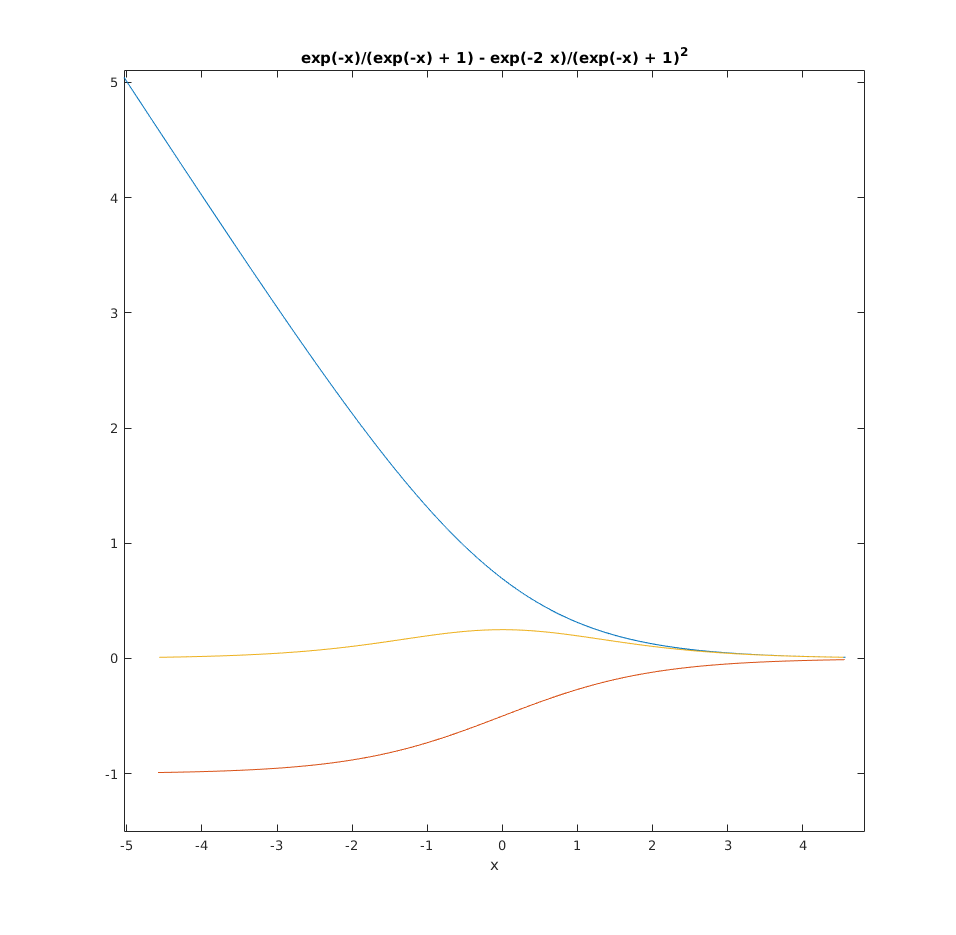 exp(-x)/(exp(-x) + 1) - exp(-2 x)/(exp(-x) + 1)²
5
4
3
2
1
0
-1
-5 -4 -3 -2 -1 0 1 2 3 4
x